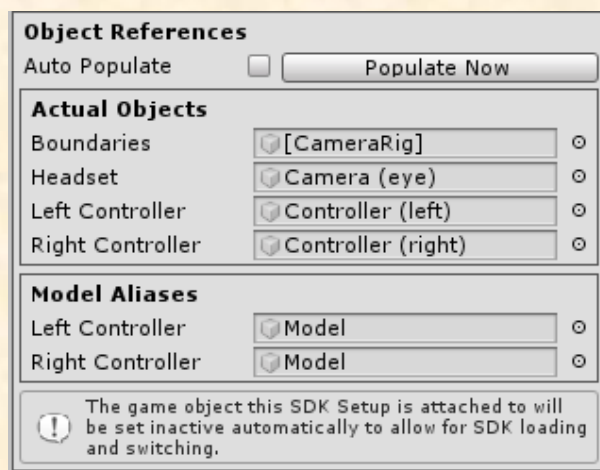 Object References
Auto Populate Populate Now
Actual Objects
Boundaries [CameraRig]
Headset Camera (eye)
Left Controller Controller (left)
Right Controller Controller (right)
Model Aliases
Left Controller Model
Right Controller Model
The game object this SDK Setup is attached to will
be set inactive automatically to allow for SDK loading
and switching.